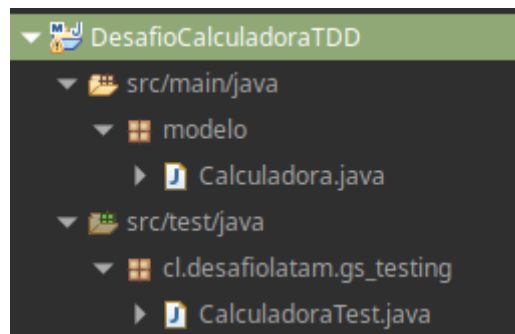 DesafioCalculadoraTDD
src/main/java
modelo
Calculadora.java
src/test/java
cl.desafiolatam.gs_testing
CalculadoraTest.java